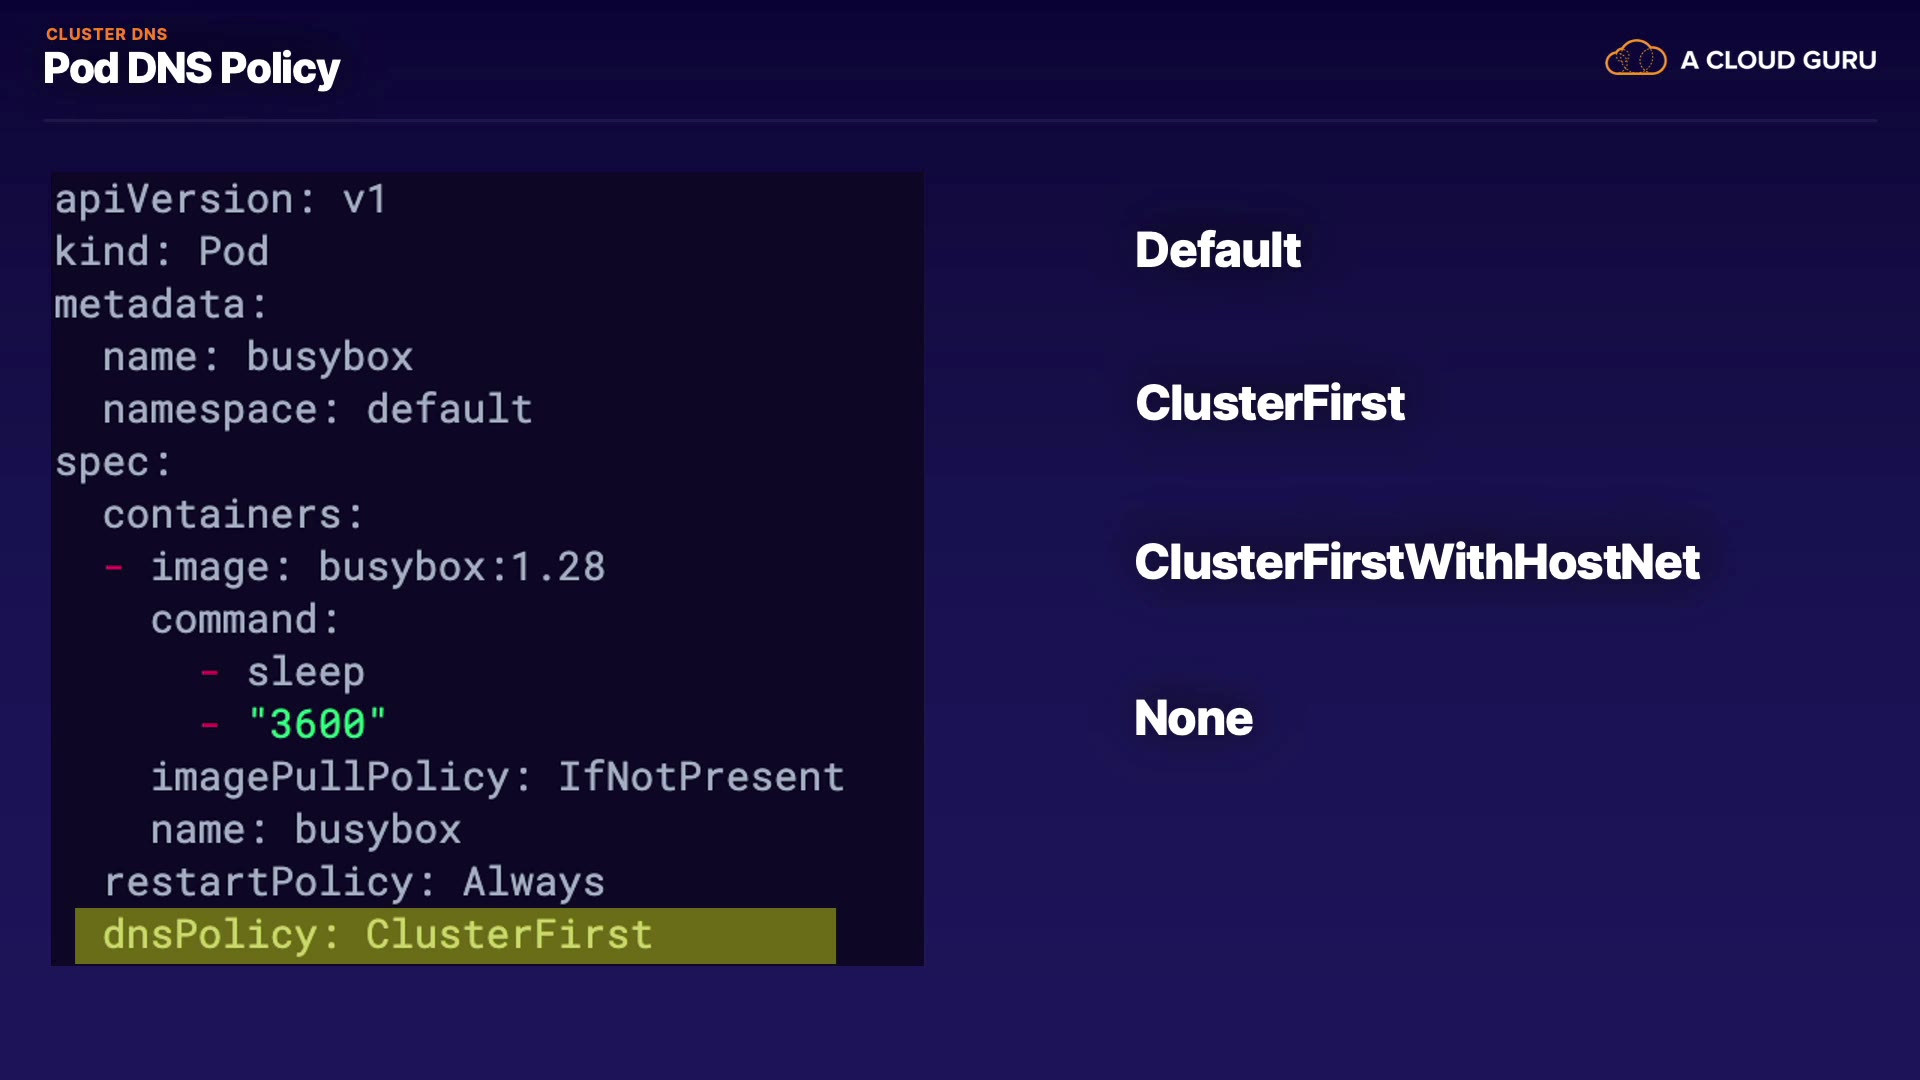 CLUSTER DNS
Pod DNS Policy
A CLOUD GURU
apiVersion: v1
kind: Pod
metadata:
  name: busybox
  namespace: default
spec:
  containers:
  - image: busybox:1.28
    command:
      - sleep
      - "3600"
    imagePullPolicy: IfNotPresent
    name: busybox
  restartPolicy: Always
  dnsPolicy: ClusterFirst
Default
ClusterFirst
ClusterFirstWithHostNet
None